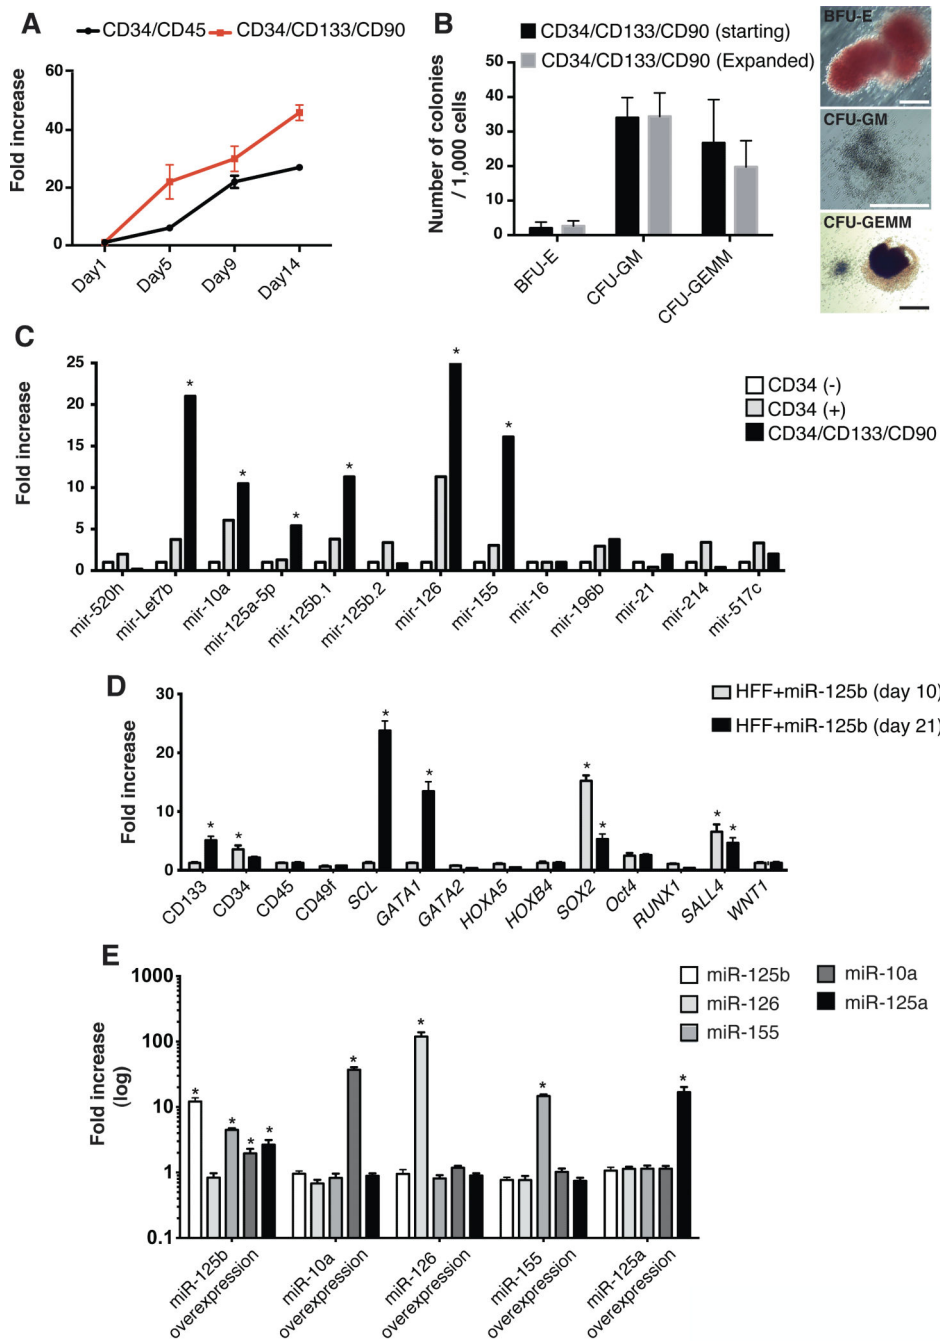 A
CD34/CD45
CD34/CD133/CD90
Fold increase
60
40
20
0
Day1
Day5
Day9
Day14
B
CD34/CD133/CD90 (starting)
CD34/CD133/CD90 (Expanded)
Number of colonies
/ 1,000 cells
50
40
30
20
10
0
BFU-E
CFU-GM
CFU-GEMM
BFU-E
CFU-GM
CFU-GEMM
C
Fold increase
25
20
15
10
5
0
* * * * * *
CD34 (-)
CD34 (+)
CD34/CD133/CD90
mir-520h
mir-Let7b
mir-10a
mir-125a-5p
mir-125b.1
mir-125b.2
mir-126
mir-155
mir-16
mir-196b
mir-21
mir-214
mir-517c
D
Fold increase
30
20
10
0
* * * * * * * *
HFF+miR-125b (day 10)
HFF+miR-125b (day 21)
CD133
CD34
CD45
CD49f
SCL
GATA1
GATA2
HOXA5
HOXB4
SOX2
Oct4
RUNX1
SALL4
WNT1
E
Fold increase
(log)
1000
100
10
1
0.1
* * * * * * * *
miR-125b
miR-126
miR-155
miR-10a
miR-125a
miR-125b
overexpression
miR-10a
overexpression
miR-126
overexpression
miR-155
overexpression
miR-125a
overexpression